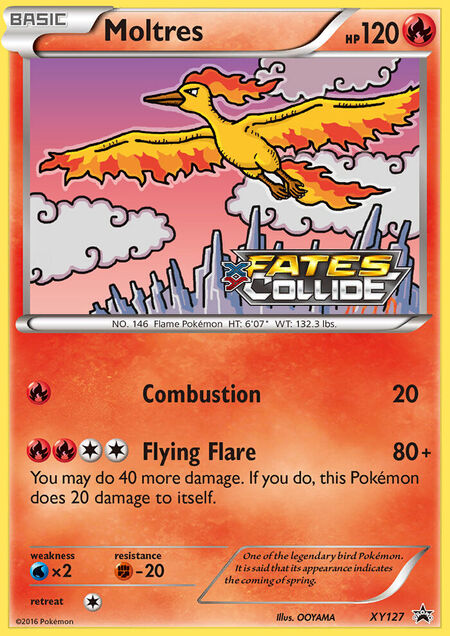 BASIC
Moltres
HP120
XY
FATES
COLLIDE
NO. 146 Flame Pokémon HT: 6'07" WT: 132.3 lbs.
Combustion 20
Flying Flare 80+
You may do 40 more damage. If you do, this Pokémon
does 20 damage to itself.
weakness resistance
×2 -20
One of the legendary bird Pokémon.
It is said that its appearance indicates
the coming of spring.
retreat
©2016 Pokémon Illus. OOYAMA XY127